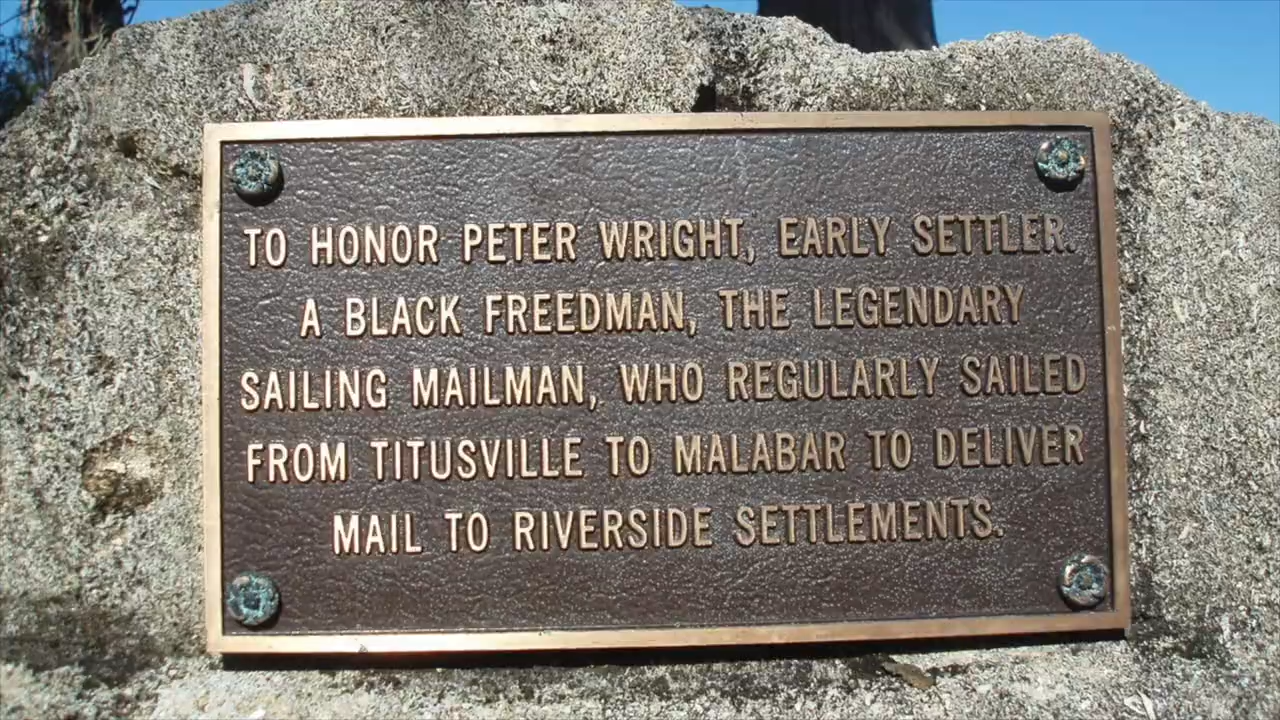 TO HONOR PETER WRIGHT, EARLY SETTLER.
A BLACK FREEDMAN, THE LEGENDARY
SAILING MAILMAN, WHO REGULARLY SAILED
FROM TITUSVILLE TO MALABAR TO DELIVER
MAIL TO RIVERSIDE SETTLEMENTS.